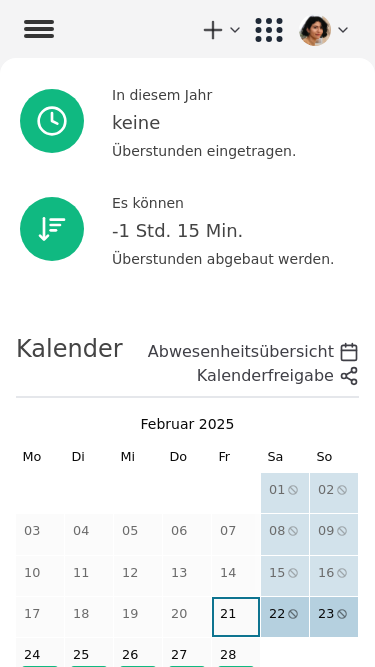 In diesem Jahr
keine
Überstunden eingetragen.
Es können
-1 Std. 15 Min.
Überstunden abgebaut werden.
Kalender
Abwesenheitsübersicht
Kalenderfreigabe
Februar 2025
Mo Di Mi Do Fr Sa So
01 02
03 04 05 06 07 08 09
10 11 12 13 14 15 16
17 18 19 20 21 22 23
24 25 26 27 28